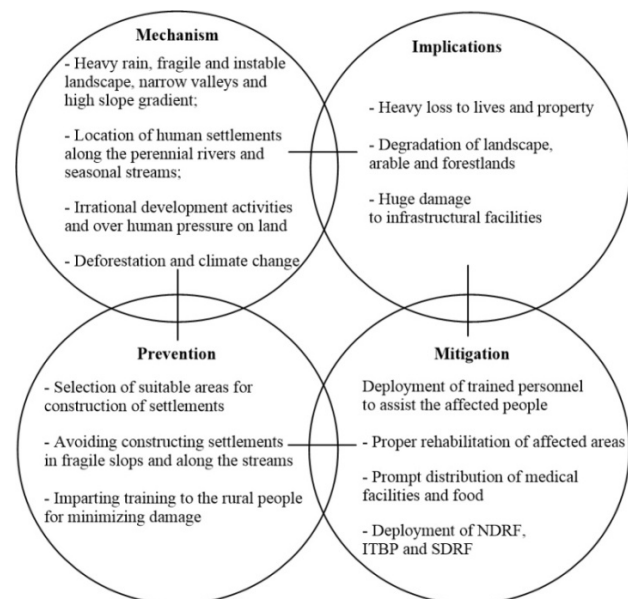 Mechanism
- Heavy rain, fragile and instable
landscape, narrow valleys and
high slope gradient;
- Location of human settlements
along the perennial rivers and
seasonal streams;
- Irrational development activities
and over human pressure on land
- Deforestation and climate change
Implications
- Heavy loss to lives and property
- Degradation of landscape,
arable and forestlands
- Huge damage
to infrastructural facilities
Prevention
- Selection of suitable areas for
construction of settlements
- Avoiding constructing settlements
in fragile slops and along the streams
- Imparting training to the rural people
for minimizing damage
Mitigation
Deployment of trained personnel
to assist the affected people
- Proper rehabilitation of affected areas
- Prompt distribution of medical
facilities and food
- Deployment of NDRF,
ITBP and SDRF